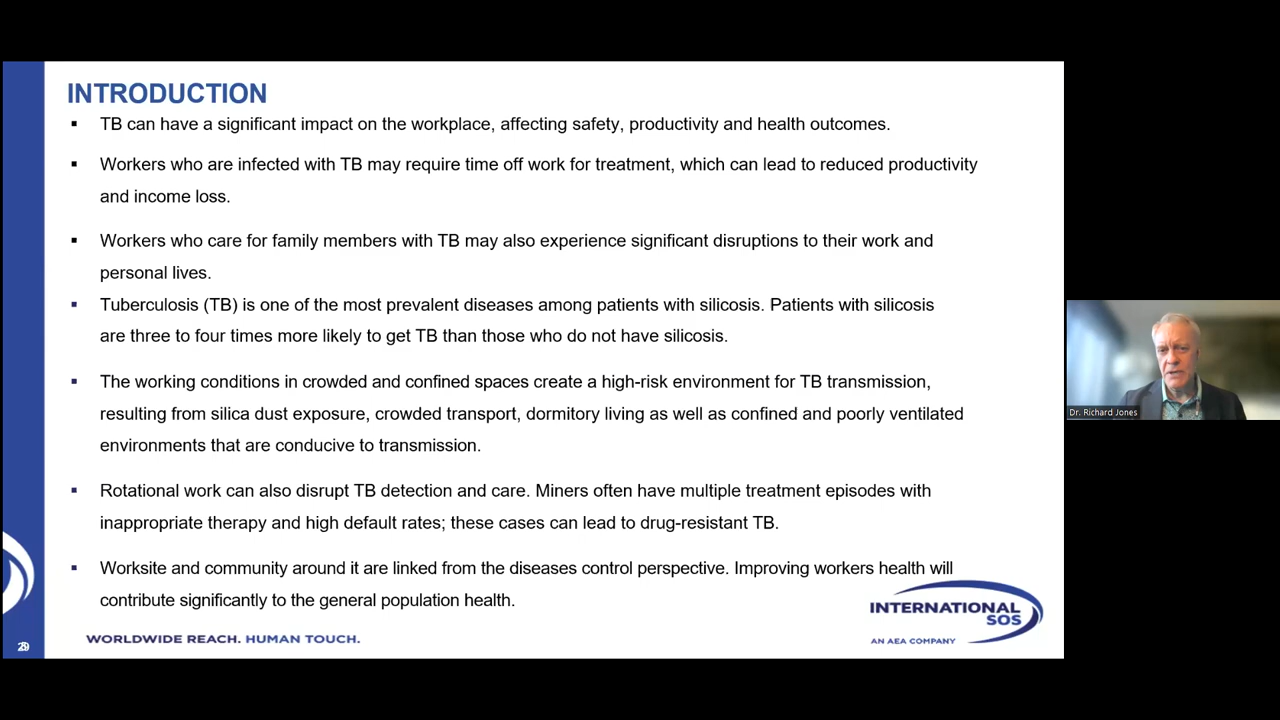 INTRODUCTION
▪ TB can have a significant impact on the workplace, affecting safety, productivity and health outcomes.
▪ Workers who are infected with TB may require time off work for treatment, which can lead to reduced productivity
and income loss.
▪ Workers who care for family members with TB may also experience significant disruptions to their work and
personal lives.
▪ Tuberculosis (TB) is one of the most prevalent diseases among patients with silicosis. Patients with silicosis
are three to four times more likely to get TB than those who do not have silicosis.
▪ The working conditions in crowded and confined spaces create a high-risk environment for TB transmission,
resulting from silica dust exposure, crowded transport, dormitory living as well as confined and poorly ventilated
environments that are conducive to transmission.
▪ Rotational work can also disrupt TB detection and care. Miners often have multiple treatment episodes with
inappropriate therapy and high default rates; these cases can lead to drug-resistant TB.
▪ Worksite and community around it are linked from the diseases control perspective. Improving workers health will
contribute significantly to the general population health.
WORLDWIDE REACH. HUMAN TOUCH.
INTERNATIONAL
SOS
AN AEA COMPANY
Dr. Richard Jones